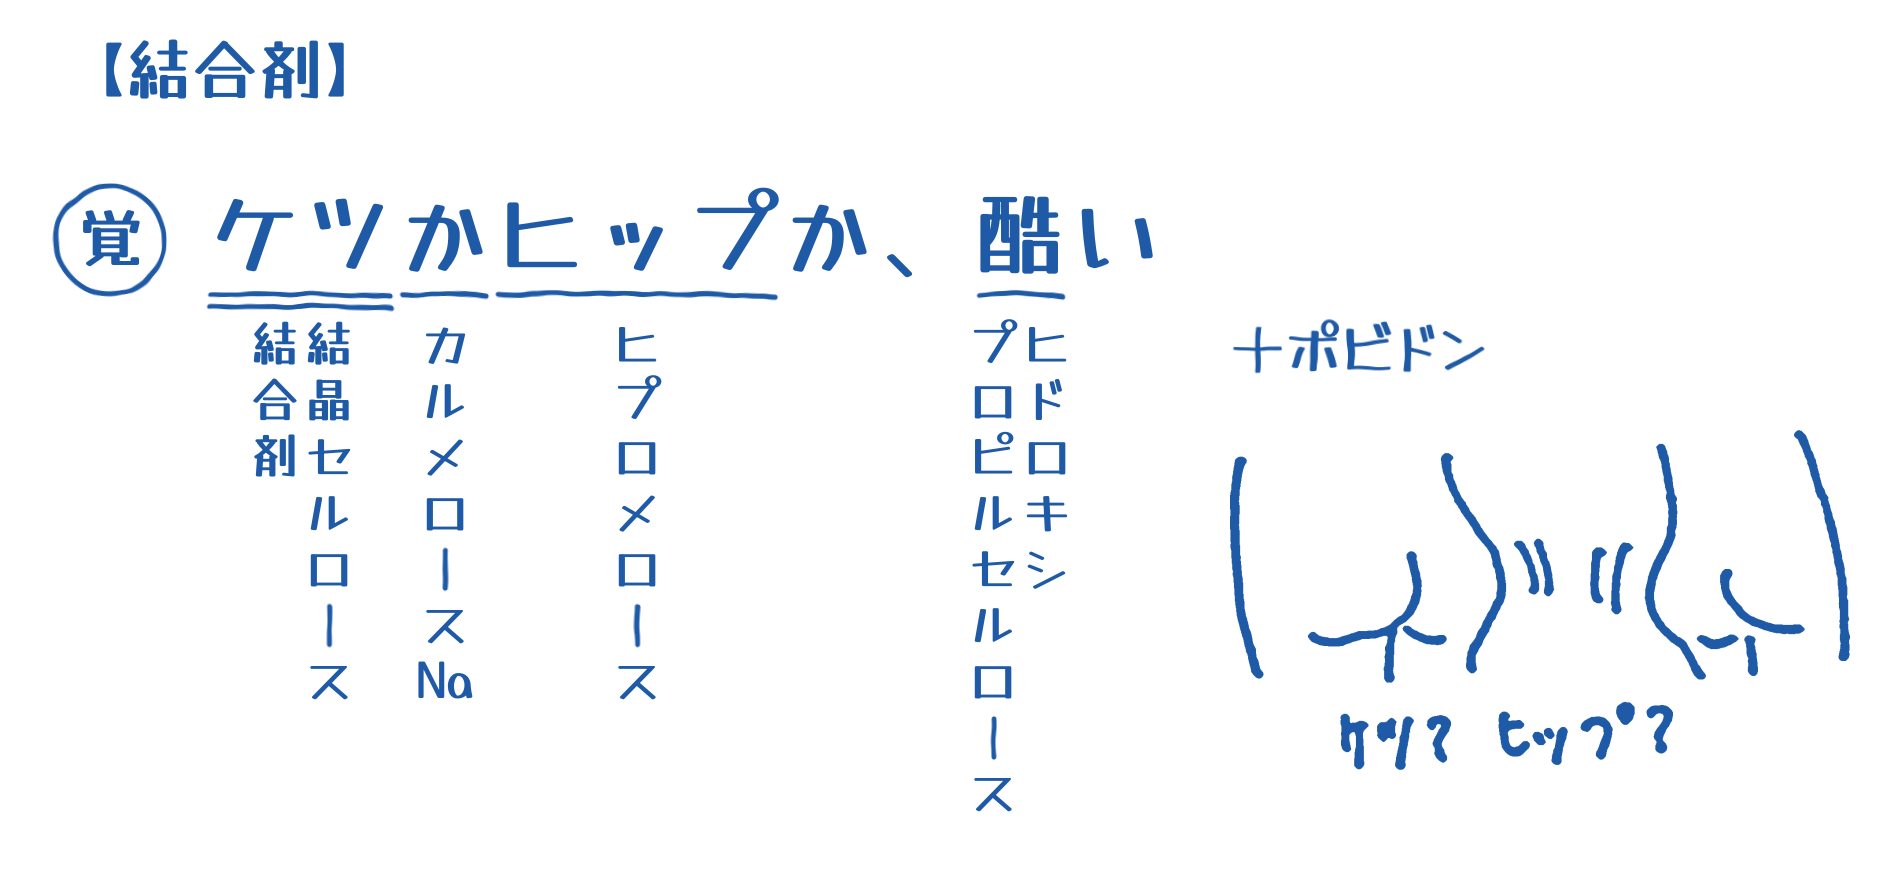 【結合剤】
覚 ケツかヒップか、酷い
結合剤
結晶セルロース
カルメロースNa
ヒプロメロース
ヒドロキシ
プロピルセルロース
+ポビドン
ケツ? ヒップ?